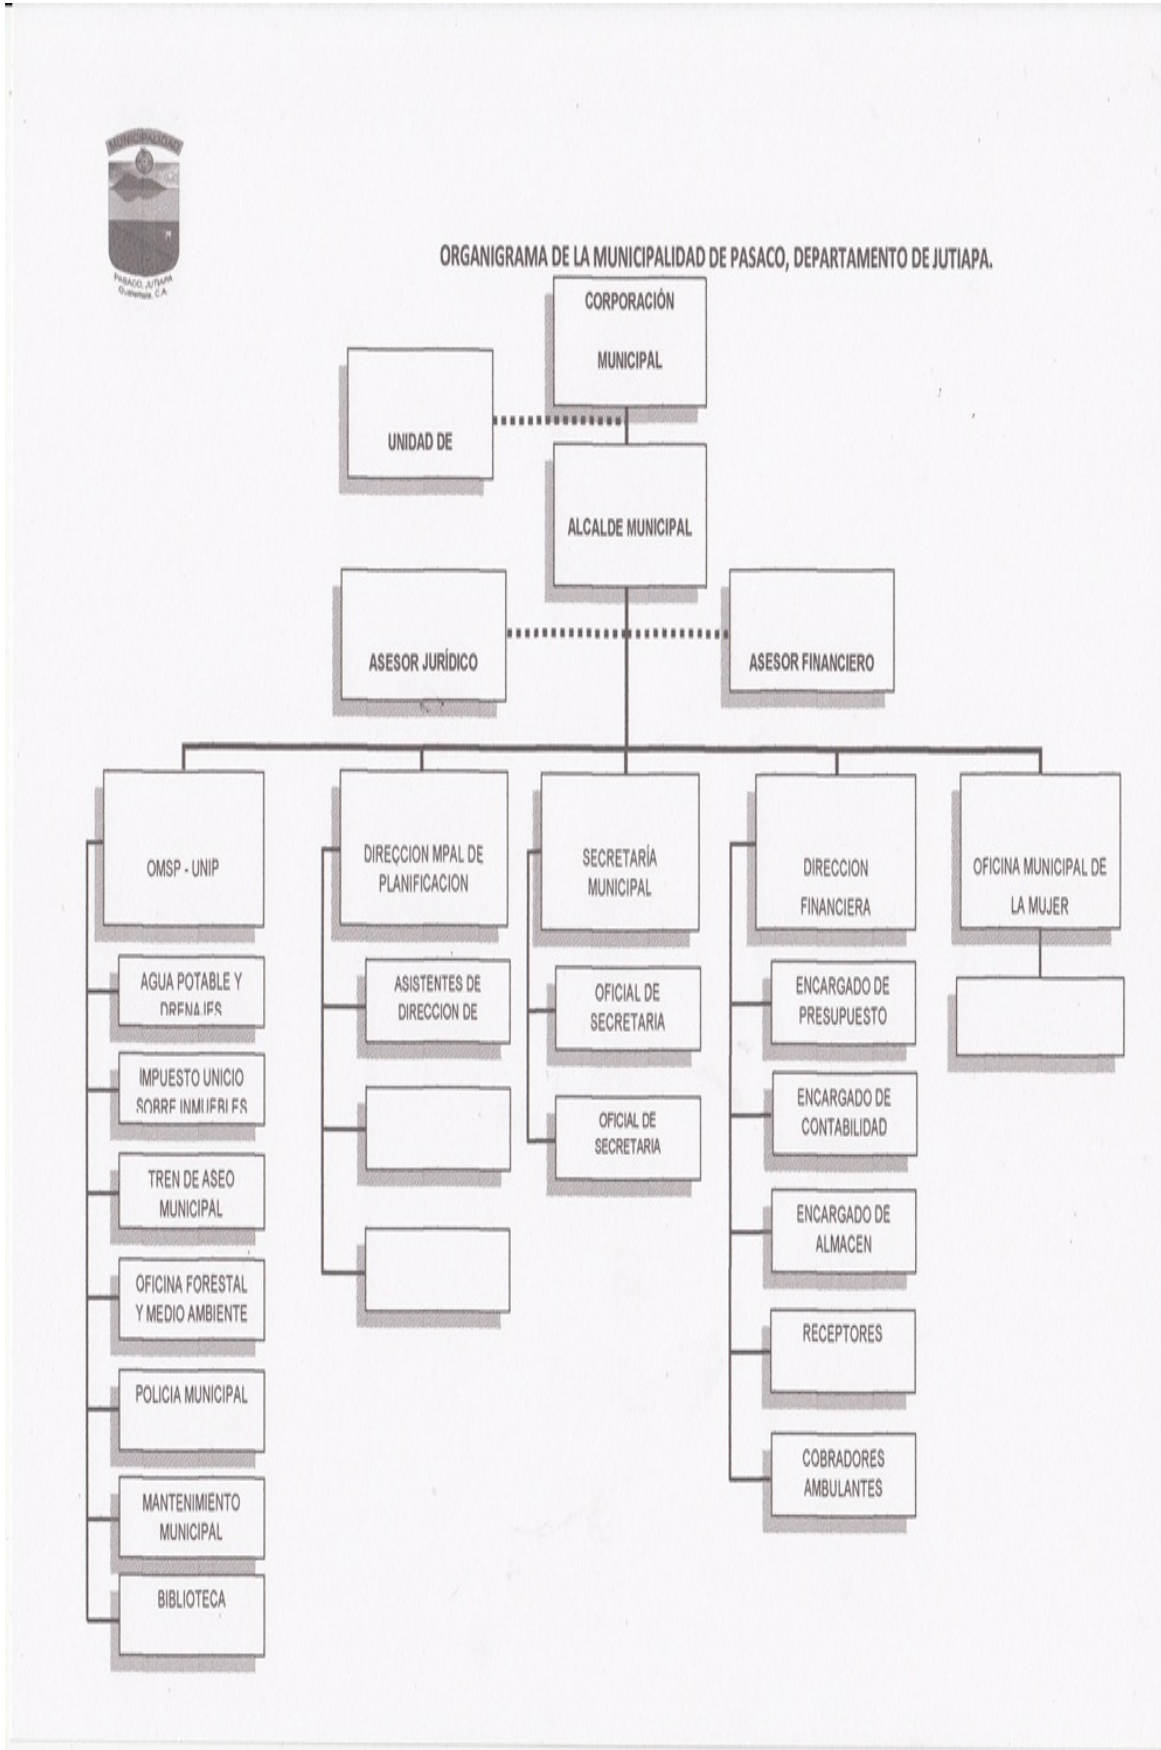 MUNICIPALIDAD
PASACO, JUTIAPA
Guatemala, C.A.
ORGANIGRAMA DE LA MUNICIPALIDAD DE PASACO, DEPARTAMENTO DE JUTIAPA.
CORPORACIÓN
MUNICIPAL
UNIDAD DE
ALCALDE MUNICIPAL
ASESOR JURÍDICO
ASESOR FINANCIERO
OMSP - UNIP
DIRECCION MPAL DE
PLANIFICACION
SECRETARÍA
MUNICIPAL
DIRECCION
FINANCIERA
OFICINA MUNICIPAL DE
LA MUJER
AGUA POTABLE Y
DRENAJES
IMPUESTO UNICIO
SOBRE INMUEBLES
TREN DE ASEO
MUNICIPAL
OFICINA FORESTAL
Y MEDIO AMBIENTE
POLICIA MUNICIPAL
MANTENIMIENTO
MUNICIPAL
BIBLIOTECA
ASISTENTES DE
DIRECCION DE
OFICIAL DE
SECRETARIA
OFICIAL DE
SECRETARIA
ENCARGADO DE
PRESUPUESTO
ENCARGADO DE
CONTABILIDAD
ENCARGADO DE
ALMACEN
RECEPTORES
COBRADORES
AMBULANTES